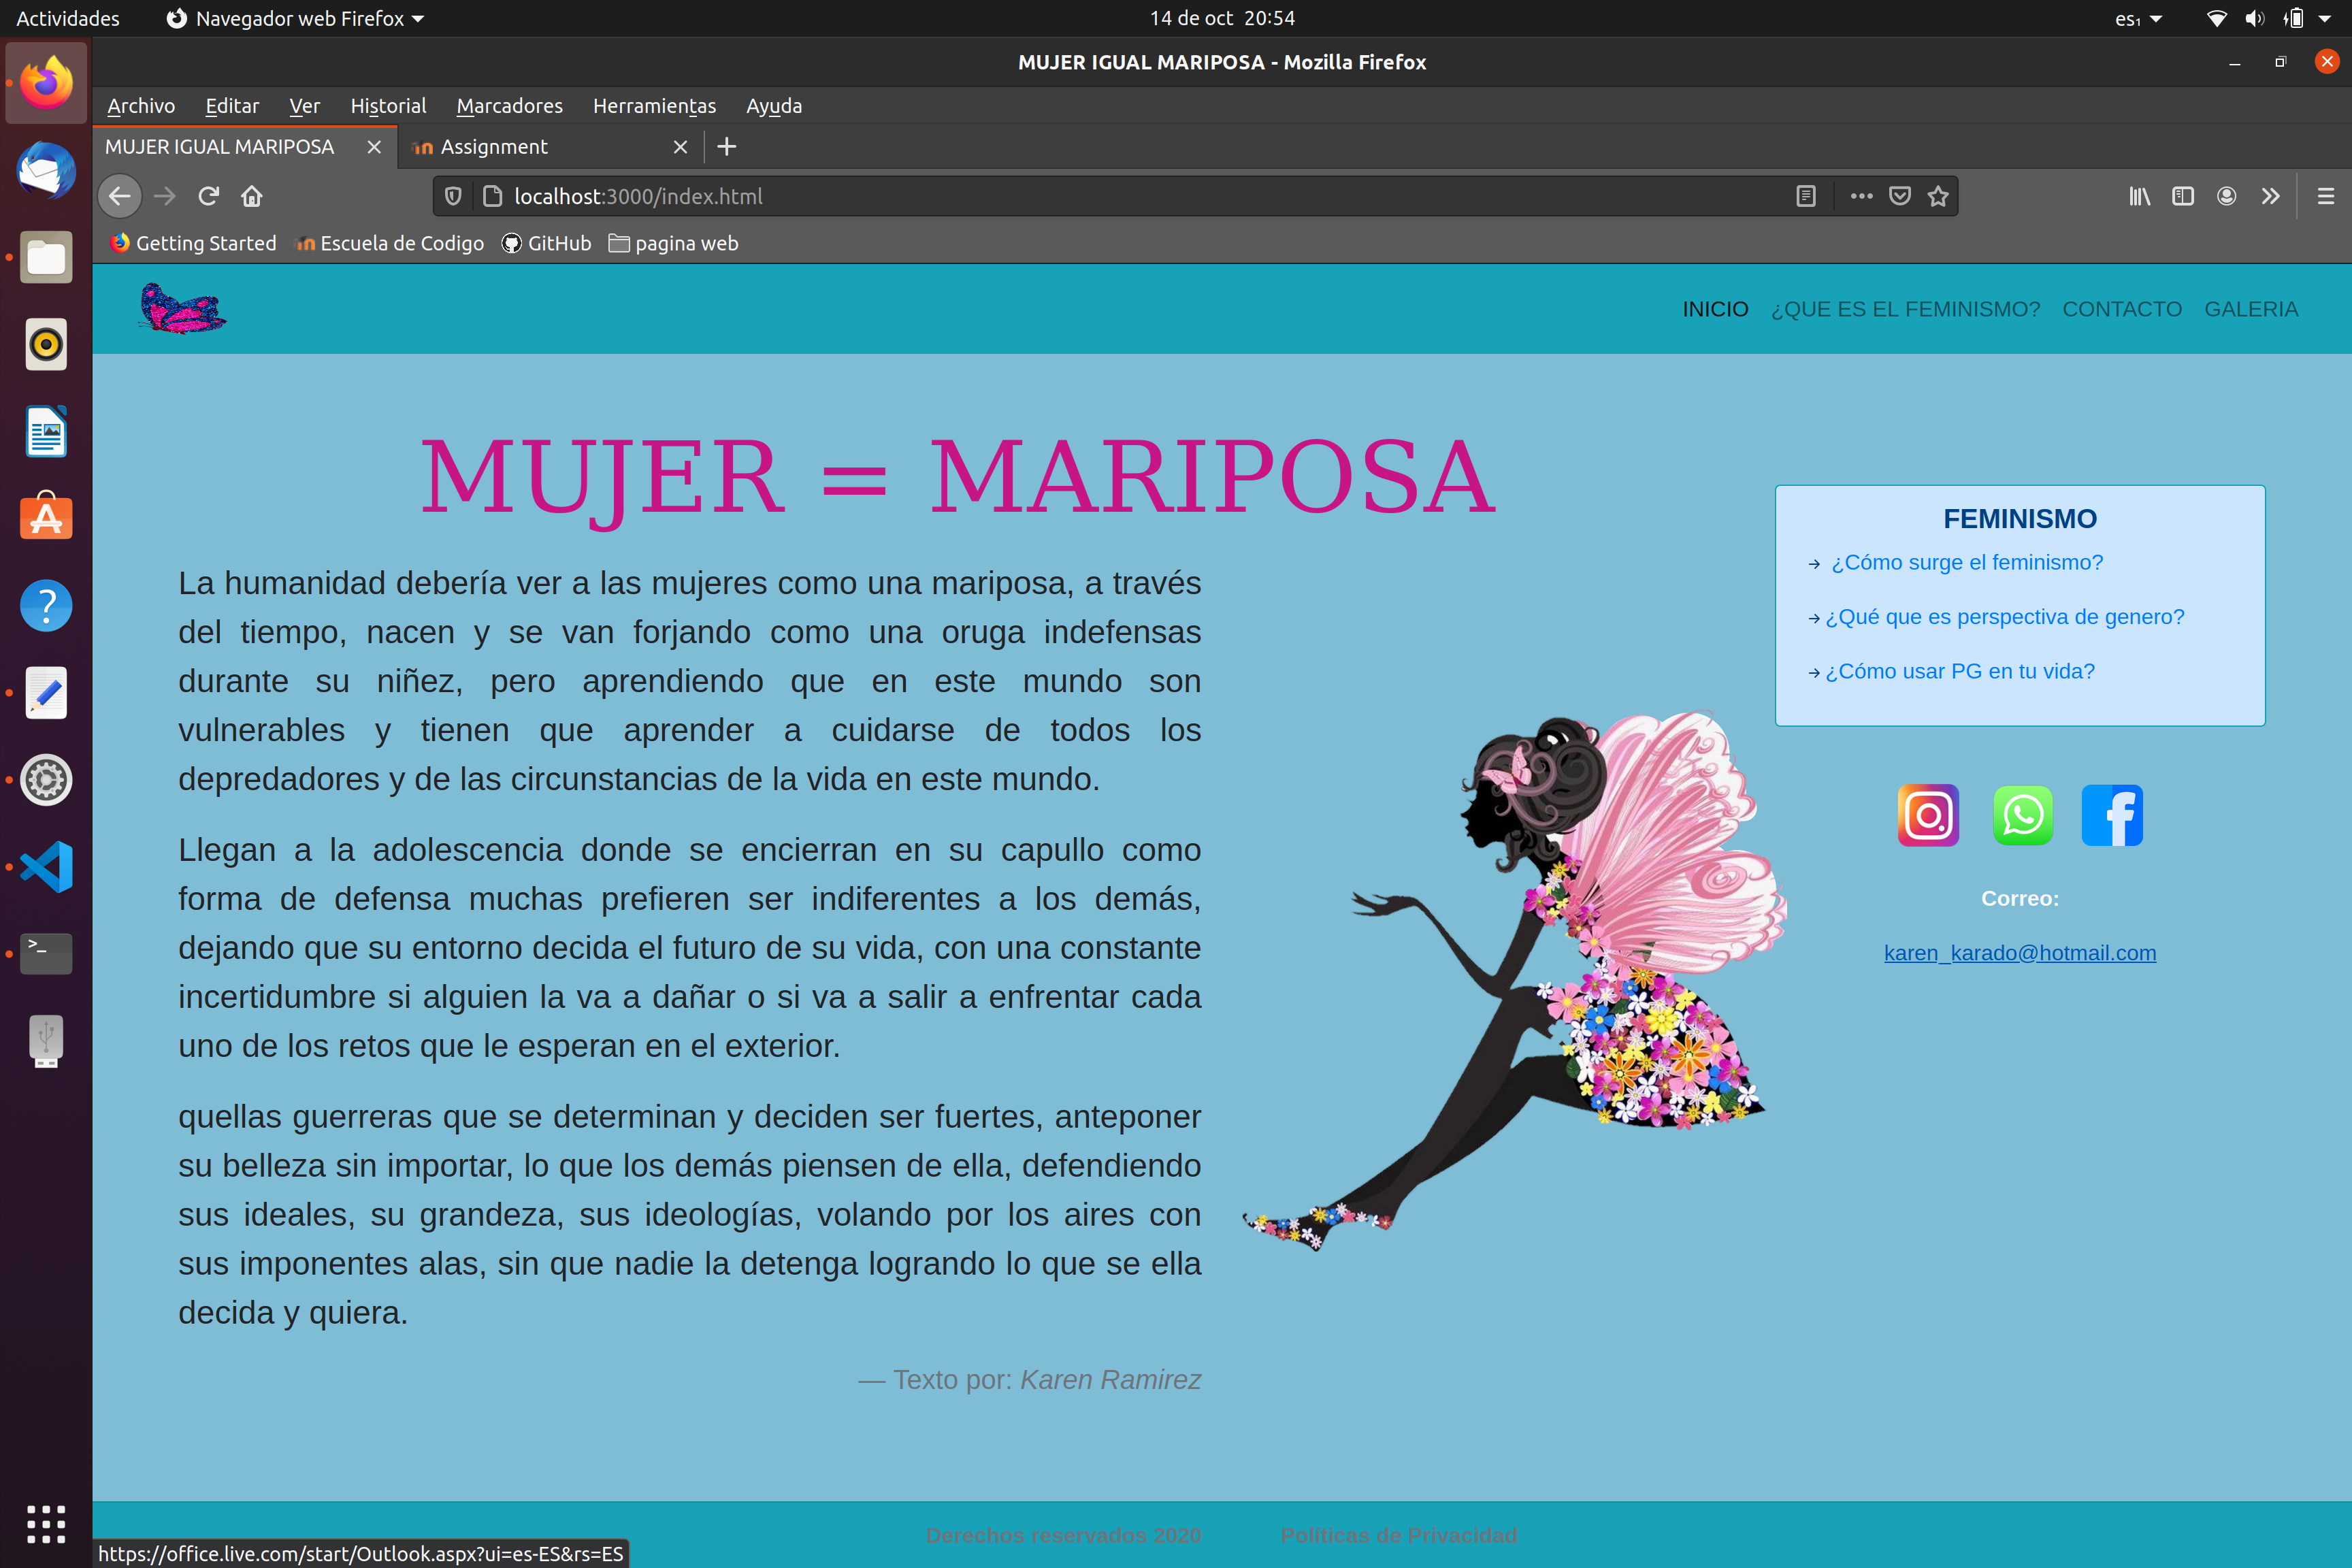 Actividades
Navegador web Firefox
14 de oct 20:54
es₁
MUJER IGUAL MARIPOSA - Mozilla Firefox
Archivo Editar Ver Historial Marcadores Herramientas Ayuda
MUJER IGUAL MARIPOSA
Assignment
localhost:3000/index.html
Getting Started
Escuela de Codigo
GitHub
pagina web
INICIO ¿QUE ES EL FEMINISMO? CONTACTO GALERIA
MUJER = MARIPOSA
La humanidad debería ver a las mujeres como una mariposa, a través
del tiempo, nacen y se van forjando como una oruga indefensas
durante su niñez, pero aprendiendo que en este mundo son
vulnerables y tienen que aprender a cuidarse de todos los
depredadores y de las circunstancias de la vida en este mundo.
Llegan a la adolescencia donde se encierran en su capullo como
forma de defensa muchas prefieren ser indiferentes a los demás,
dejando que su entorno decida el futuro de su vida, con una constante
incertidumbre si alguien la va a dañar o si va a salir a enfrentar cada
uno de los retos que le esperan en el exterior.
quellas guerreras que se determinan y deciden ser fuertes, anteponer
su belleza sin importar, lo que los demás piensen de ella, defendiendo
sus ideales, su grandeza, sus ideologías, volando por los aires con
sus imponentes alas, sin que nadie la detenga logrando lo que se ella
decida y quiera.
— Texto por: Karen Ramirez
FEMINISMO
→ ¿Cómo surge el feminismo?
→ ¿Qué que es perspectiva de genero?
→ ¿Cómo usar PG en tu vida?
Correo:
karen_karado@hotmail.com
Derechos reservados 2020
Políticas de Privacidad
https://office.live.com/start/Outlook.aspx?ui=es-ES&rs=ES